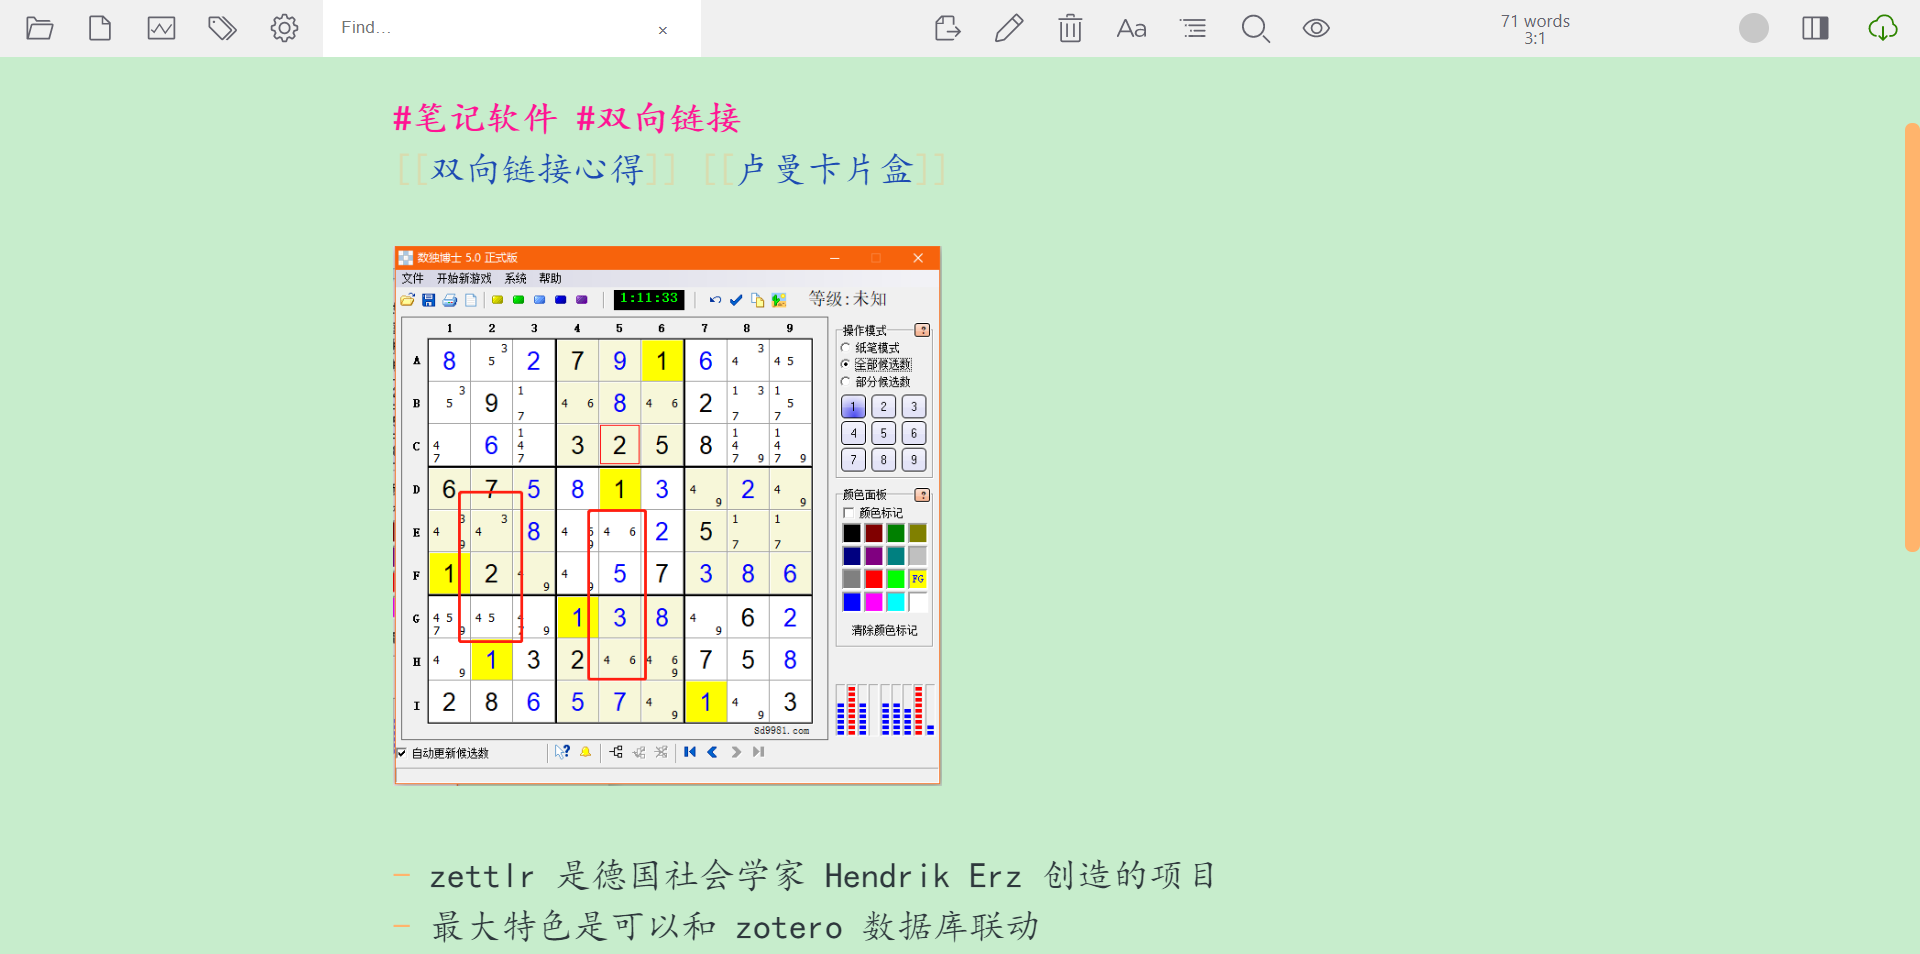 Find...
×
Aa
71 words
3:1
#笔记软件 #双向链接
[[双向链接心得]] [[卢曼卡片盒]]
数独博士 5.0 正式版
文件 开始新游戏 系统 帮助
1:11:33
等级:未知
1 2 3 4 5 6 7 8 9
A 8 3 5 2 7 9 1 6 3 4 4 5
B 3 5 9 1 7 4 6 8 4 6 2 1 3 7 1 5 7
C 4 7 6 1 4 7 3 2 5 8 1 4 7 9 1 4 7 9
D 6 7 5 8 1 3 4 9 2 4 9
E 3 4 9 3 4 8 4 6 9 4 6 2 5 1 7 1 7
F 1 2 4 9 4 9 5 7 3 8 6
G 4 5 7 9 4 5 4 7 9 1 3 8 4 9 6 2
H 4 9 1 3 2 4 6 4 6 9 7 5 8
I 2 8 6 5 7 4 9 1 4 9 3
Sd9981.com
操作模式
?
纸笔模式
全部候选数
部分候选数
1 2 3
4 5 6
7 8 9
颜色面板
?
颜色标记
FG
清除颜色标记
自动更新候选数
- zettlr 是德国社会学家 Hendrik Erz 创造的项目
- 最大特色是可以和 zotero 数据库联动